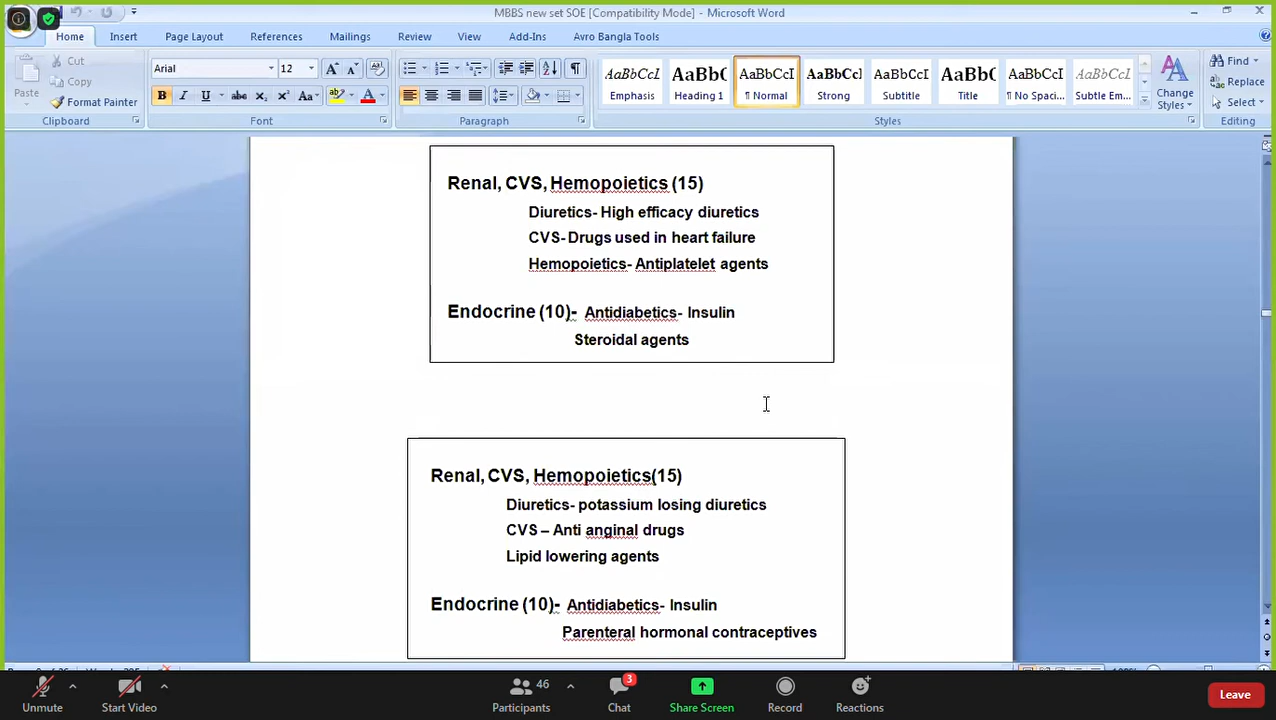 MBBS new set SOE [Compatibility Mode] - Microsoft Word
Home Insert Page Layout References Mailings Review View Add-Ins Avro Bangla Tools
Paste
Cut
Copy
Format Painter
Clipboard
Arial 12
B I U abc
Font
Paragraph
AaBbCcI AaBbC AaBbCcI AaBbCc AaBbCcI AaBbC AaBbCcI AaBbCcI
Emphasis Heading 1 ¶ Normal Strong Subtitle Title ¶ No Spaci... Subtle Em...
Change Styles
Styles
Find
Replace
Select
Editing
Renal, CVS, Hemopoietics (15)
Diuretics- High efficacy diuretics
CVS- Drugs used in heart failure
Hemopoietics- Antiplatelet agents
Endocrine (10)- Antidiabetics- Insulin
Steroidal agents
Renal, CVS, Hemopoietics(15)
Diuretics- potassium losing diuretics
CVS – Anti anginal drugs
Lipid lowering agents
Endocrine (10)- Antidiabetics- Insulin
Parenteral hormonal contraceptives
46
3
Unmute Start Video Participants Chat Share Screen Record Reactions Leave